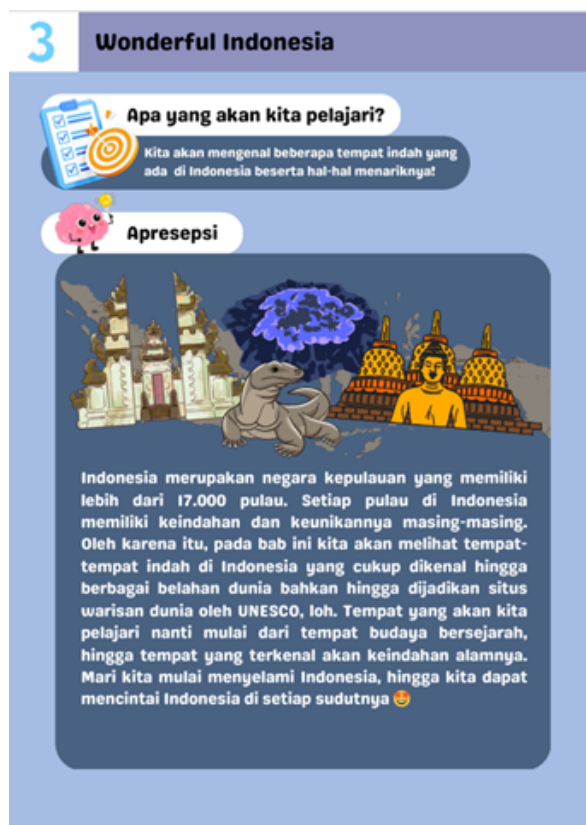 3
Wonderful Indonesia
Apa yang akan kita pelajari?
Kita akan mengenal beberapa tempat indah yang
ada di Indonesia beserta hal-hal menariknya!
Apresepsi
Indonesia merupakan negara kepulauan yang memiliki
lebih dari 17.000 pulau. Setiap pulau di Indonesia
memiliki keindahan dan keunikannya masing-masing.
Oleh karena itu, pada bab ini kita akan melihat tempat-
tempat indah di Indonesia yang cukup dikenal hingga
berbagai belahan dunia bahkan hingga dijadikan situs
warisan dunia oleh UNESCO, loh. Tempat yang akan kita
pelajari nanti mulai dari tempat budaya bersejarah,
hingga tempat yang terkenal akan keindahan alamnya.
Mari kita mulai menyelami Indonesia, hingga kita dapat
mencintai Indonesia di setiap sudutnya 🤩